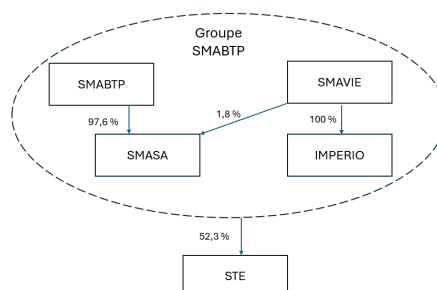 Groupe
SMABTP
SMABTP
SMAVIE
97,6 %
1,8 %
100 %
SMASA
IMPERIO
52,3 %
STE